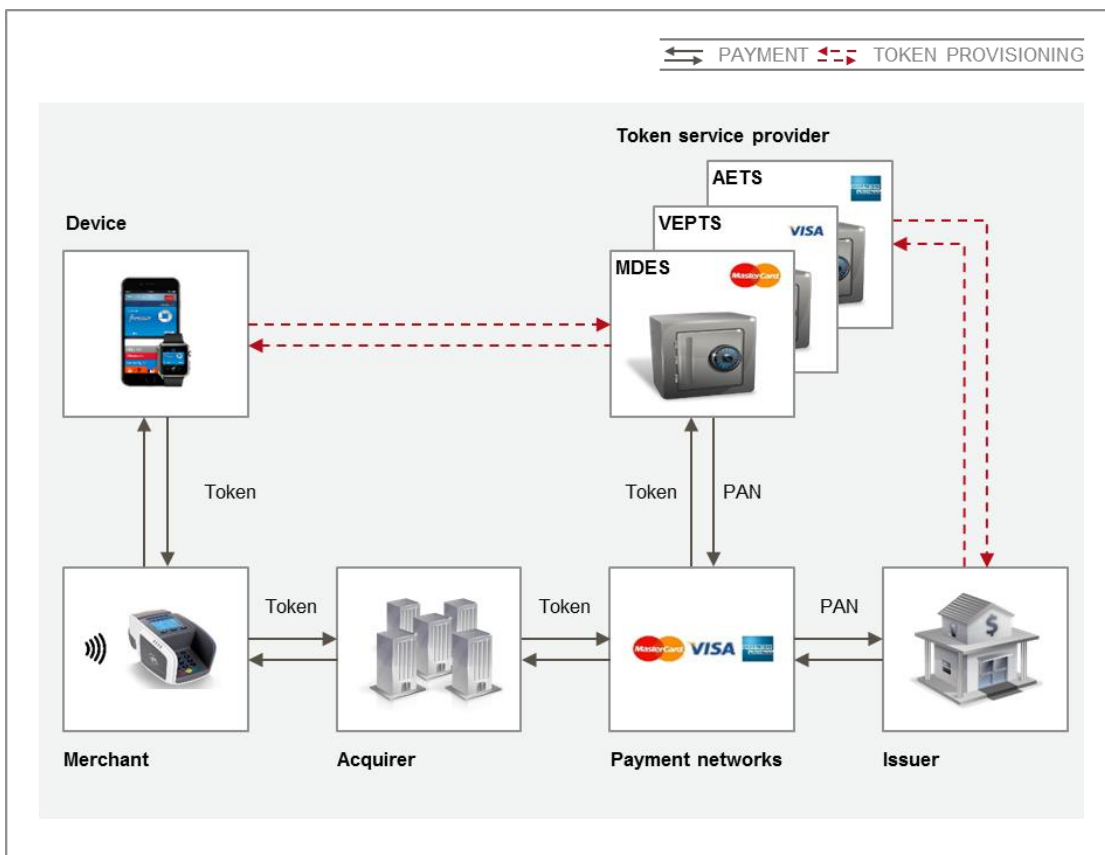 PAYMENT TOKEN PROVISIONING
Token service provider
AETS
VEPTS
VISA
MDES
MasterCard
Device
Token
Token
PAN
Token
Token
PAN
MasterCard VISA
$
Merchant
Acquirer
Payment networks
Issuer